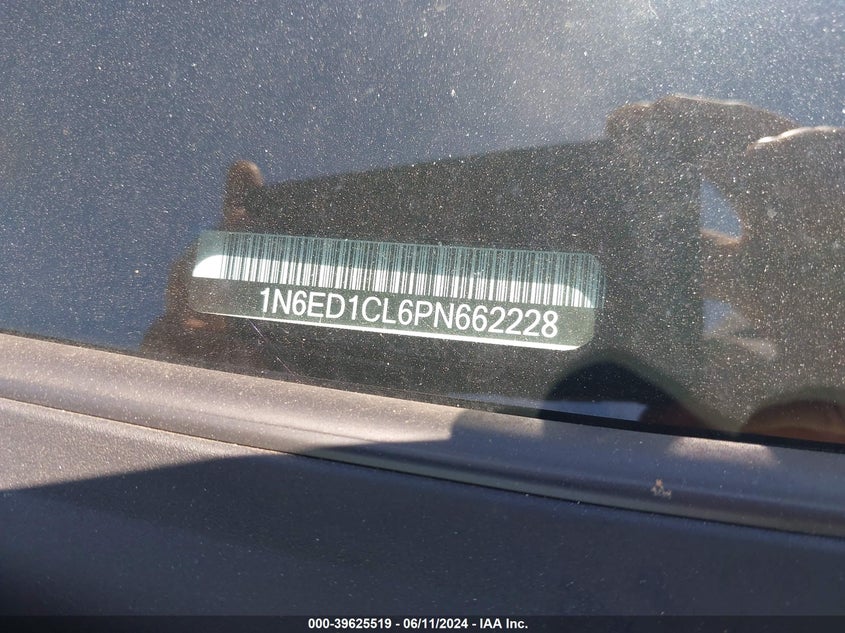 1N6ED1CL6PN662228
000-39625519 - 06/11/2024 - IAA Inc.